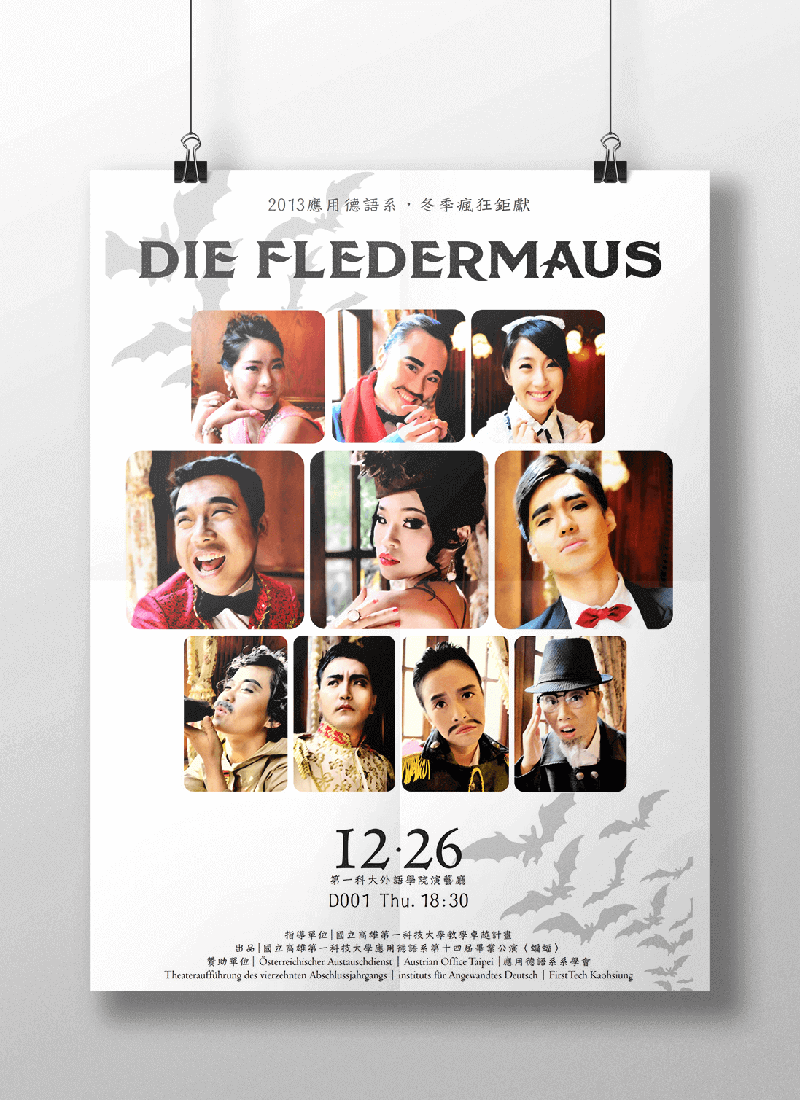 2013應用德語系・冬季瘋狂鉅獻
DIE FLEDERMAUS
12·26
第一科大外語學院演藝廳
D001 Thu. 18:30
指導單位|國立高雄第一科技大學教學卓越計畫
出品|國立高雄第一科技大學應用德語系第十四屆畢業公演《蝙蝠》
贊助單位| Österreichischer Austauschdienst | Austrian Office Taipei |應用德語系系學會
Theateraufführung des vierzehnten Abschlussjahrgangs | instituts für Angewandtes Deutsch | FirstTech Kaohsiung